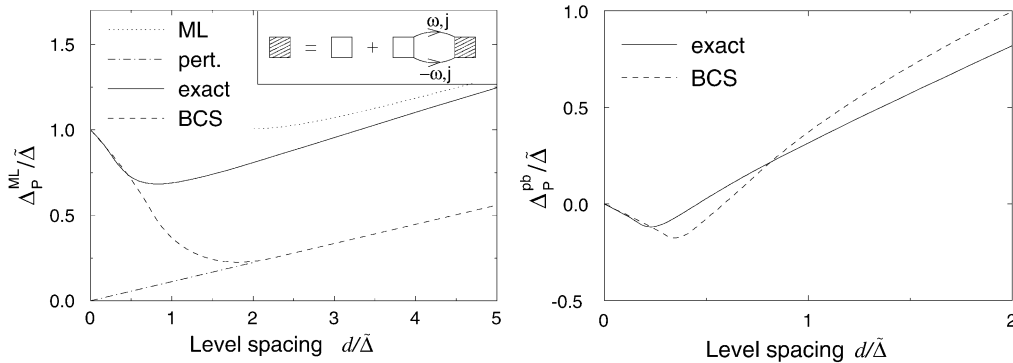 1.5
1.0
0.5
0.0
Δ_P^ML/Δ̃
0 1 2 3 4 5
Level spacing d/Δ̃
ML
pert.
exact
BCS
= + ω,j
−ω,j
1.0
0.5
0.0
-0.5
Δ_P^pb/Δ̃
0 1 2
Level spacing d/Δ̃
exact
BCS